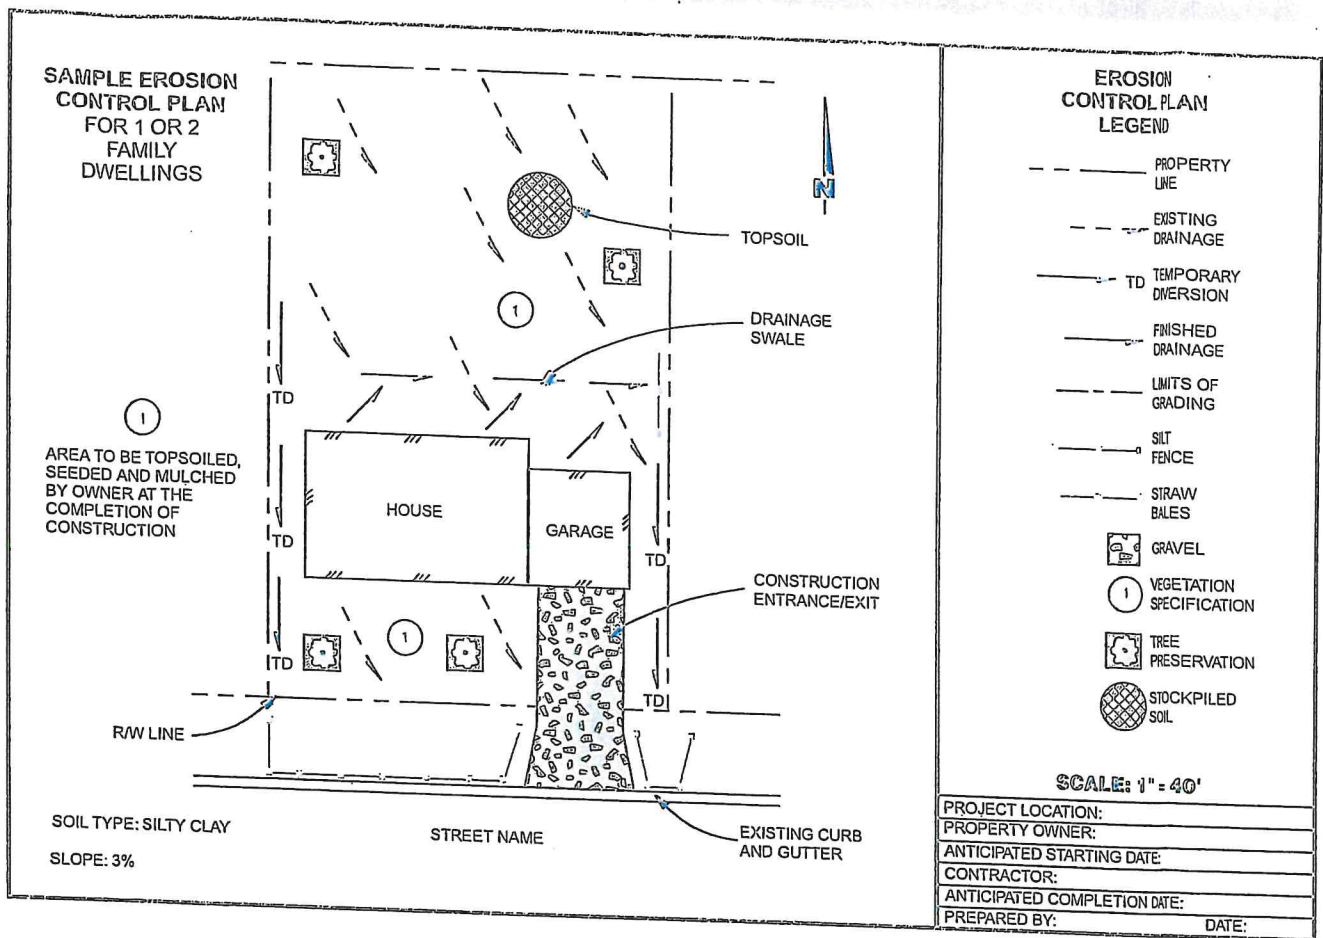 SAMPLE EROSION
CONTROL PLAN
FOR 1 OR 2
FAMILY
DWELLINGS
N
TOPSOIL
1
DRAINAGE
SWALE
TD
1
AREA TO BE TOPSOILED,
SEEDED AND MULCHED
BY OWNER AT THE
COMPLETION OF
CONSTRUCTION
HOUSE
GARAGE
TD
TD
CONSTRUCTION
ENTRANCE/EXIT
1
TD
TD
R/W LINE
SOIL TYPE: SILTY CLAY
SLOPE: 3%
STREET NAME
EXISTING CURB
AND GUTTER
EROSION
CONTROL PLAN
LEGEND
PROPERTY
LINE
EXISTING
DRAINAGE
TD TEMPORARY
DIVERSION
FINISHED
DRAINAGE
LIMITS OF
GRADING
SILT
FENCE
STRAW
BALES
GRAVEL
1 VEGETATION
SPECIFICATION
TREE
PRESERVATION
STOCKPILED
SOIL
SCALE: 1" = 40'
PROJECT LOCATION:
PROPERTY OWNER:
ANTICIPATED STARTING DATE:
CONTRACTOR:
ANTICIPATED COMPLETION DATE:
PREPARED BY: DATE: